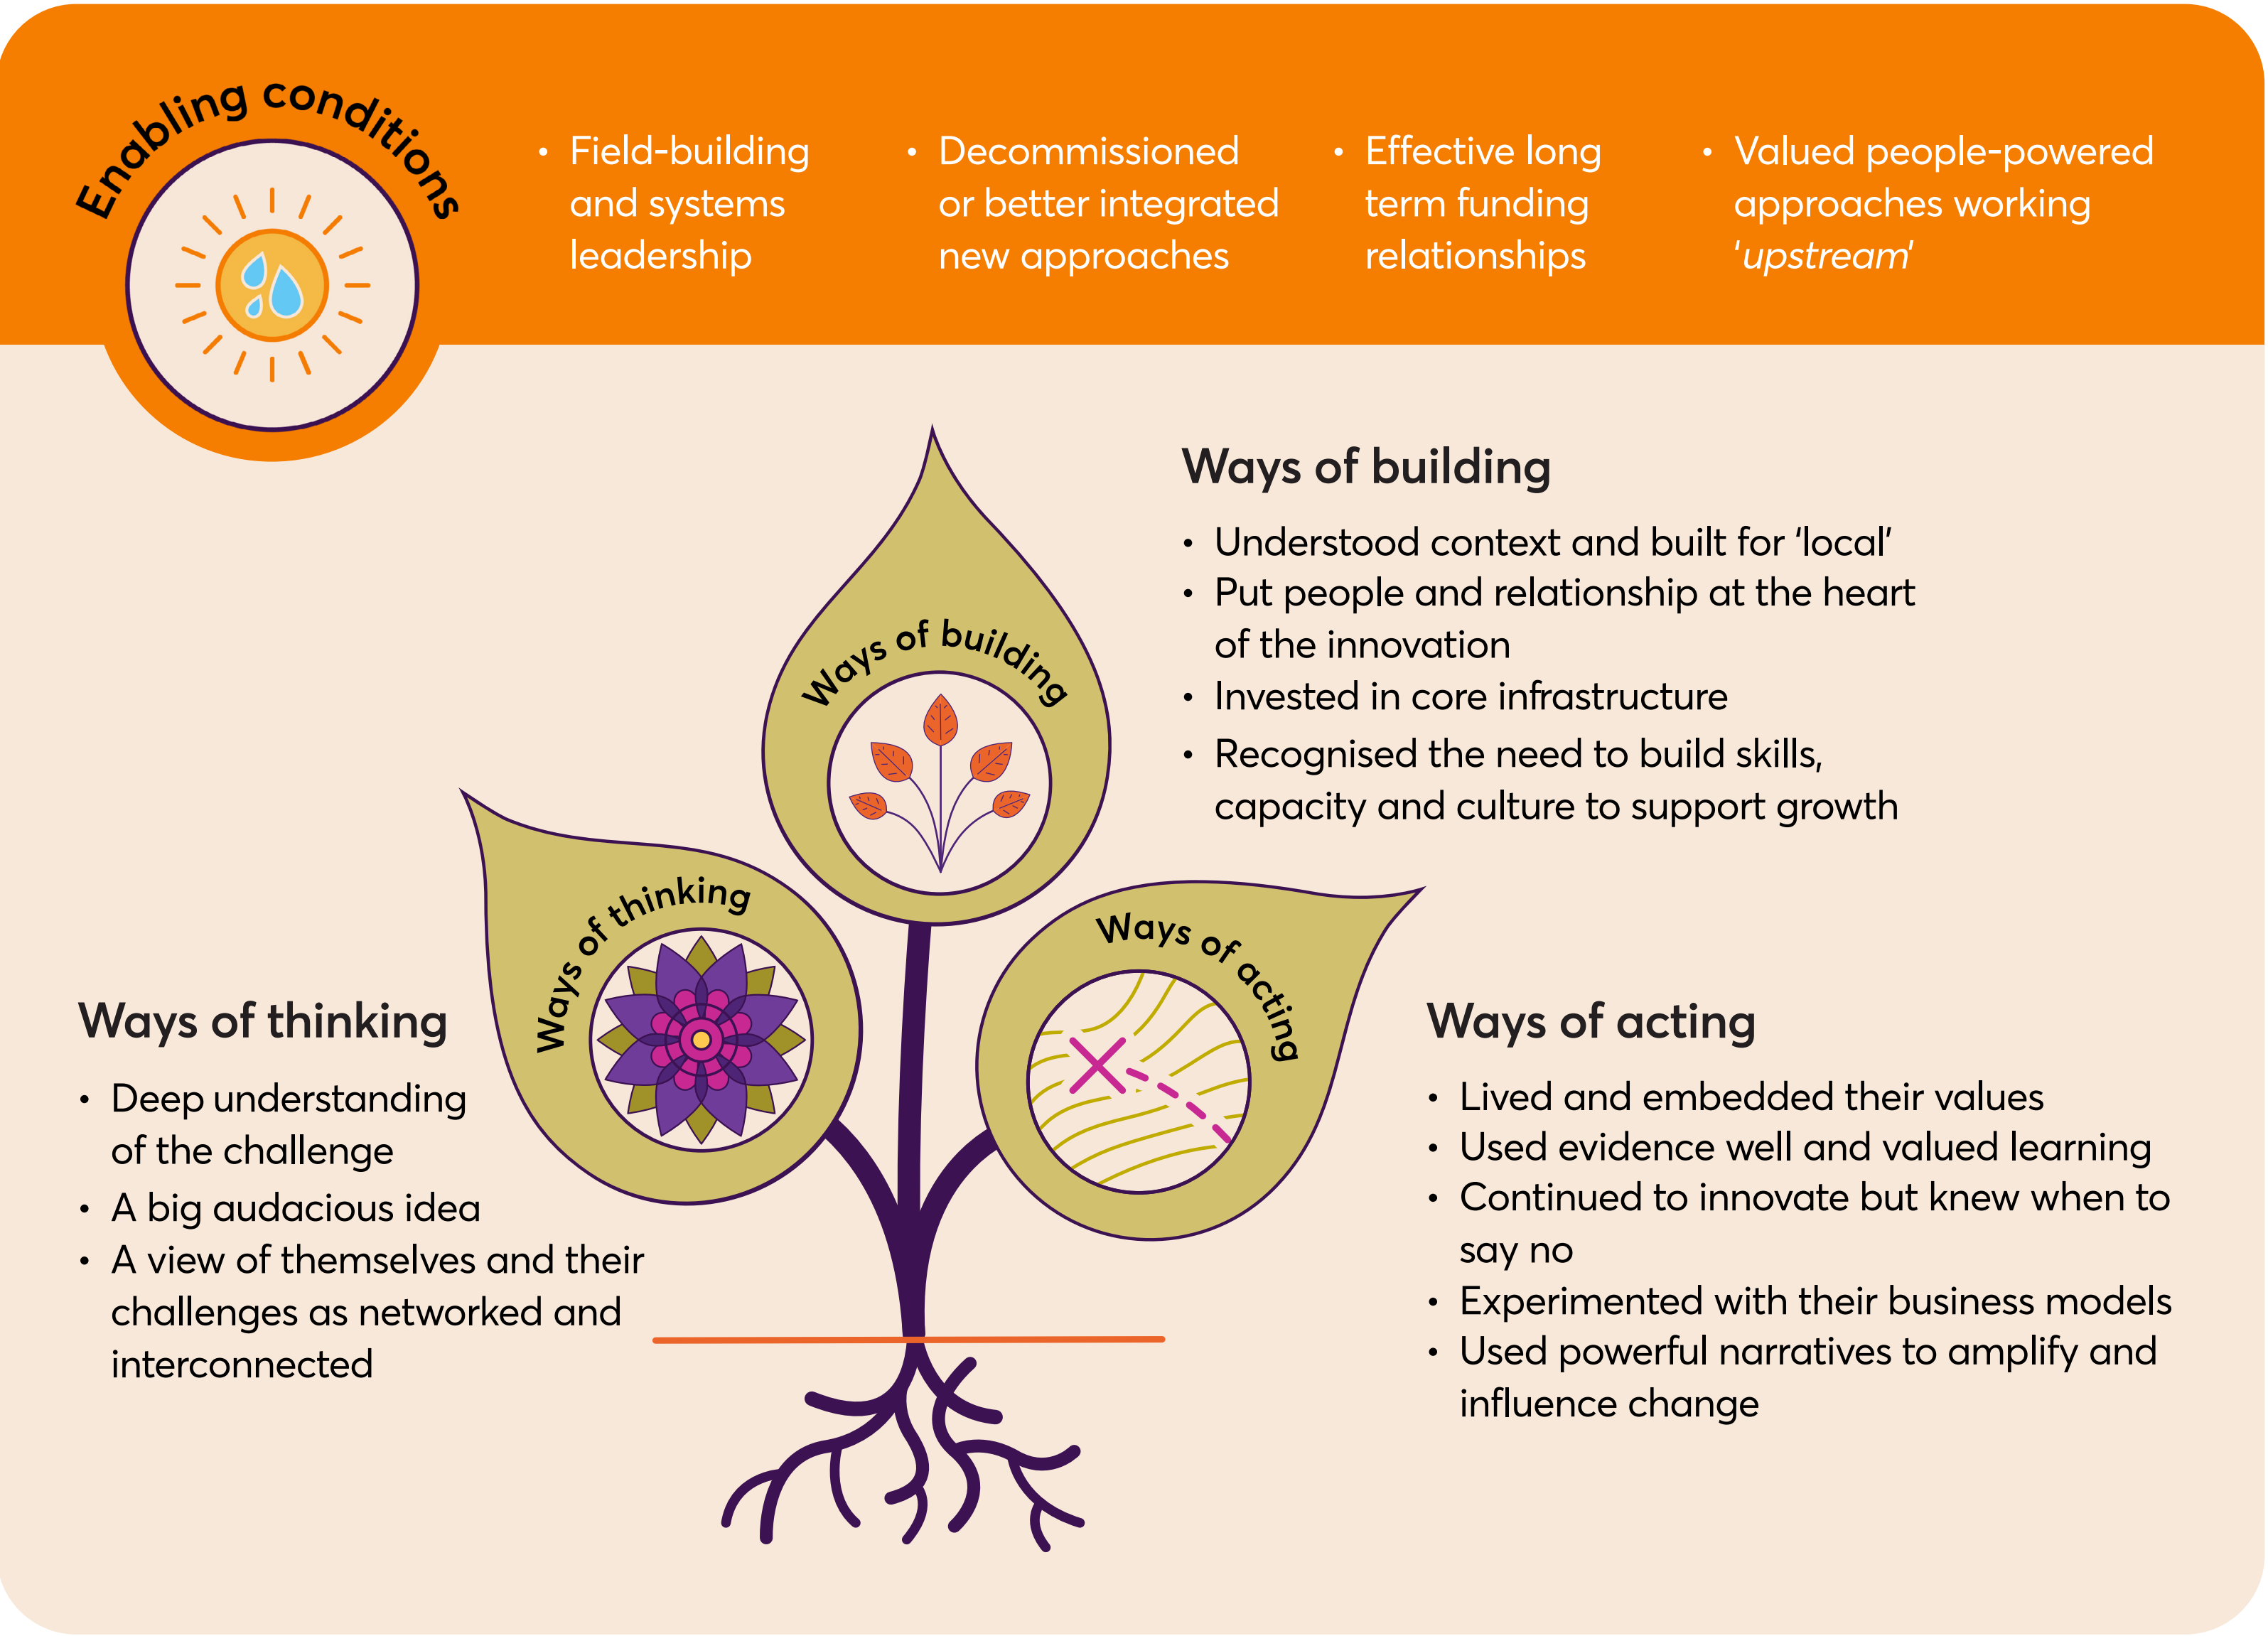 Enabling conditions
• Field-building
and systems
leadership
• Decommissioned
or better integrated
new approaches
• Effective long
term funding
relationships
• Valued people-powered
approaches working
‘upstream’
Ways of building
• Understood context and built for ‘local’
• Put people and relationship at the heart
of the innovation
• Invested in core infrastructure
• Recognised the need to build skills,
capacity and culture to support growth
Ways of building
Ways of thinking
Ways of acting
Ways of thinking
• Deep understanding
of the challenge
• A big audacious idea
• A view of themselves and their
challenges as networked and
interconnected
Ways of acting
• Lived and embedded their values
• Used evidence well and valued learning
• Continued to innovate but knew when to
say no
• Experimented with their business models
• Used powerful narratives to amplify and
influence change